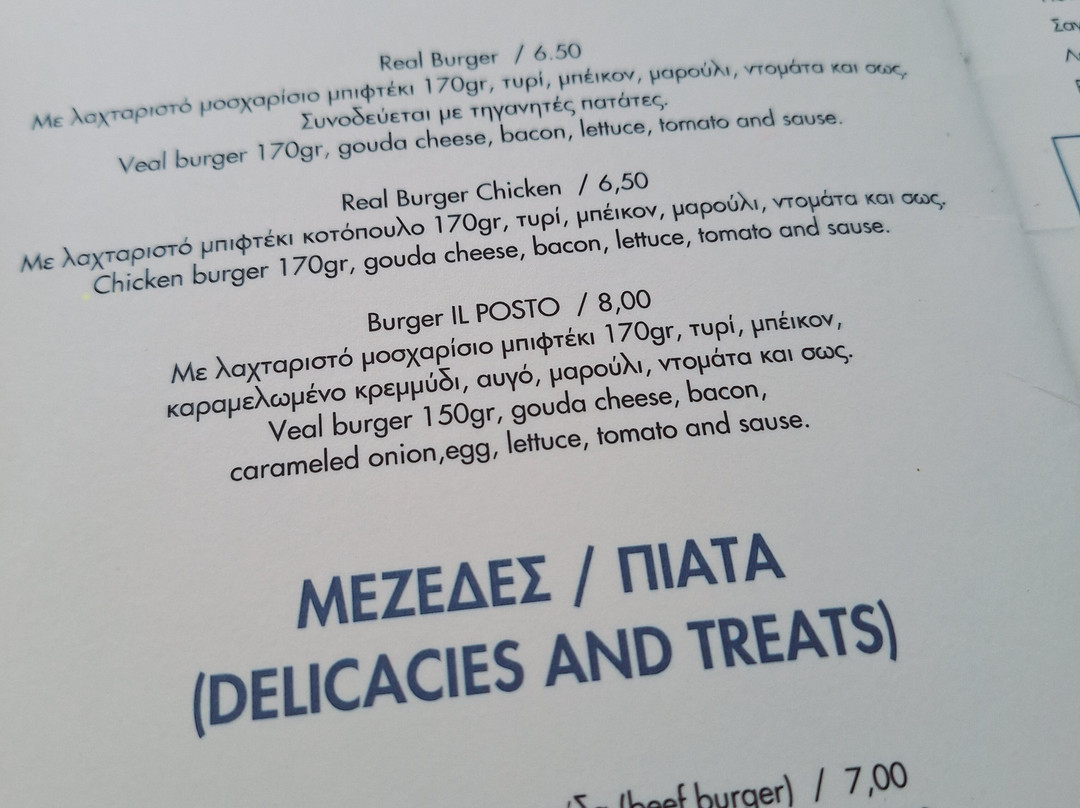 Real Burger / 6.50
Με λαχταριστό μοσχαρίσιο μπιφτέκι 170gr, τυρί, μπέικον, μαρούλι, ντομάτα και σως,
Συνοδεύεται με τηγανητές πατάτες.
Veal burger 170gr, gouda cheese, bacon, lettuce, tomato and sause.
Real Burger Chicken / 6,50
Με λαχταριστό μπιφτέκι κοτόπουλο 170gr, τυρί, μπέικον, μαρούλι, ντομάτα και σως.
Chicken burger 170gr, gouda cheese, bacon, lettuce, tomato and sause.
Burger IL POSTO / 8,00
Με λαχταριστό μοσχαρίσιο μπιφτέκι 170gr, τυρί, μπέικον,
καραμελωμένο κρεμμύδι, αυγό, μαρούλι, ντομάτα και σως.
Veal burger 150gr, gouda cheese, bacon,
carameled onion,egg, lettuce, tomato and sause.
ΜΕΖΕΔΕΣ / ΠΙΑΤΑ
(DELICACIES AND TREATS)
(beef burger) / 7,00